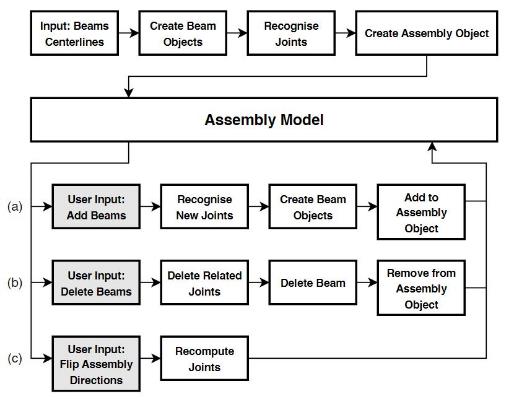 Input: Beams
Centerlines
Create Beam
Objects
Recognise
Joints
Create Assembly Object
Assembly Model
(a)
User Input:
Add Beams
Recognise
New Joints
Create Beam
Objects
Add to
Assembly
Object
(b)
User Input:
Delete Beams
Delete Related
Joints
Delete Beam
Remove from
Assembly
Object
(c)
User Input:
Flip Assembly
Directions
Recompute
Joints